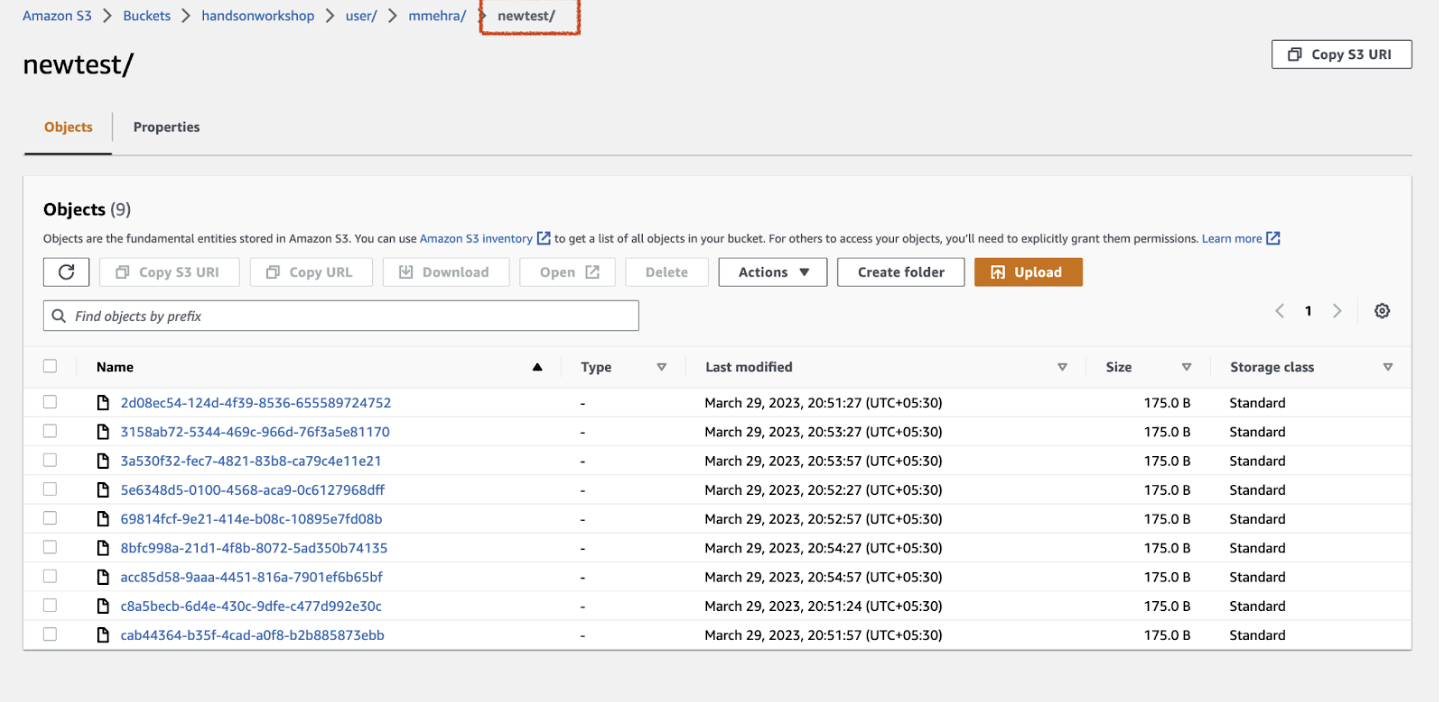 Amazon S3 > Buckets > handsonworkshop > user/ > mmehra/ > newtest/
newtest/
Copy S3 URI
Objects
Properties
Objects (9)
Objects are the fundamental entities stored in Amazon S3. You can use Amazon S3 inventory to get a list of all objects in your bucket. For others to access your objects, you'll need to explicitly grant them permissions. Learn more
Copy S3 URI Copy URL Download Open Delete Actions Create folder Upload
Find objects by prefix
1
Name Type Last modified Size Storage class
2d08ec54-124d-4f39-8536-655589724752 - March 29, 2023, 20:51:27 (UTC+05:30) 175.0 B Standard
3158ab72-5344-469c-966d-76f3a5e81170 - March 29, 2023, 20:53:27 (UTC+05:30) 175.0 B Standard
3a530f32-fec7-4821-83b8-ca79c4e11e21 - March 29, 2023, 20:53:57 (UTC+05:30) 175.0 B Standard
5e6348d5-0100-4568-aca9-0c6127968dff - March 29, 2023, 20:52:27 (UTC+05:30) 175.0 B Standard
69814fcf-9e21-414e-b08c-10895e7fd08b - March 29, 2023, 20:52:57 (UTC+05:30) 175.0 B Standard
8bfc998a-21d1-4f8b-8072-5ad350b74135 - March 29, 2023, 20:54:27 (UTC+05:30) 175.0 B Standard
acc85d58-9aaa-4451-816a-7901ef6b65bf - March 29, 2023, 20:54:57 (UTC+05:30) 175.0 B Standard
c8a5becb-6d4e-430c-9dfe-c477d992e30c - March 29, 2023, 20:51:24 (UTC+05:30) 175.0 B Standard
cab44364-b35f-4cad-a0f8-b2b885873ebb - March 29, 2023, 20:51:57 (UTC+05:30) 175.0 B Standard